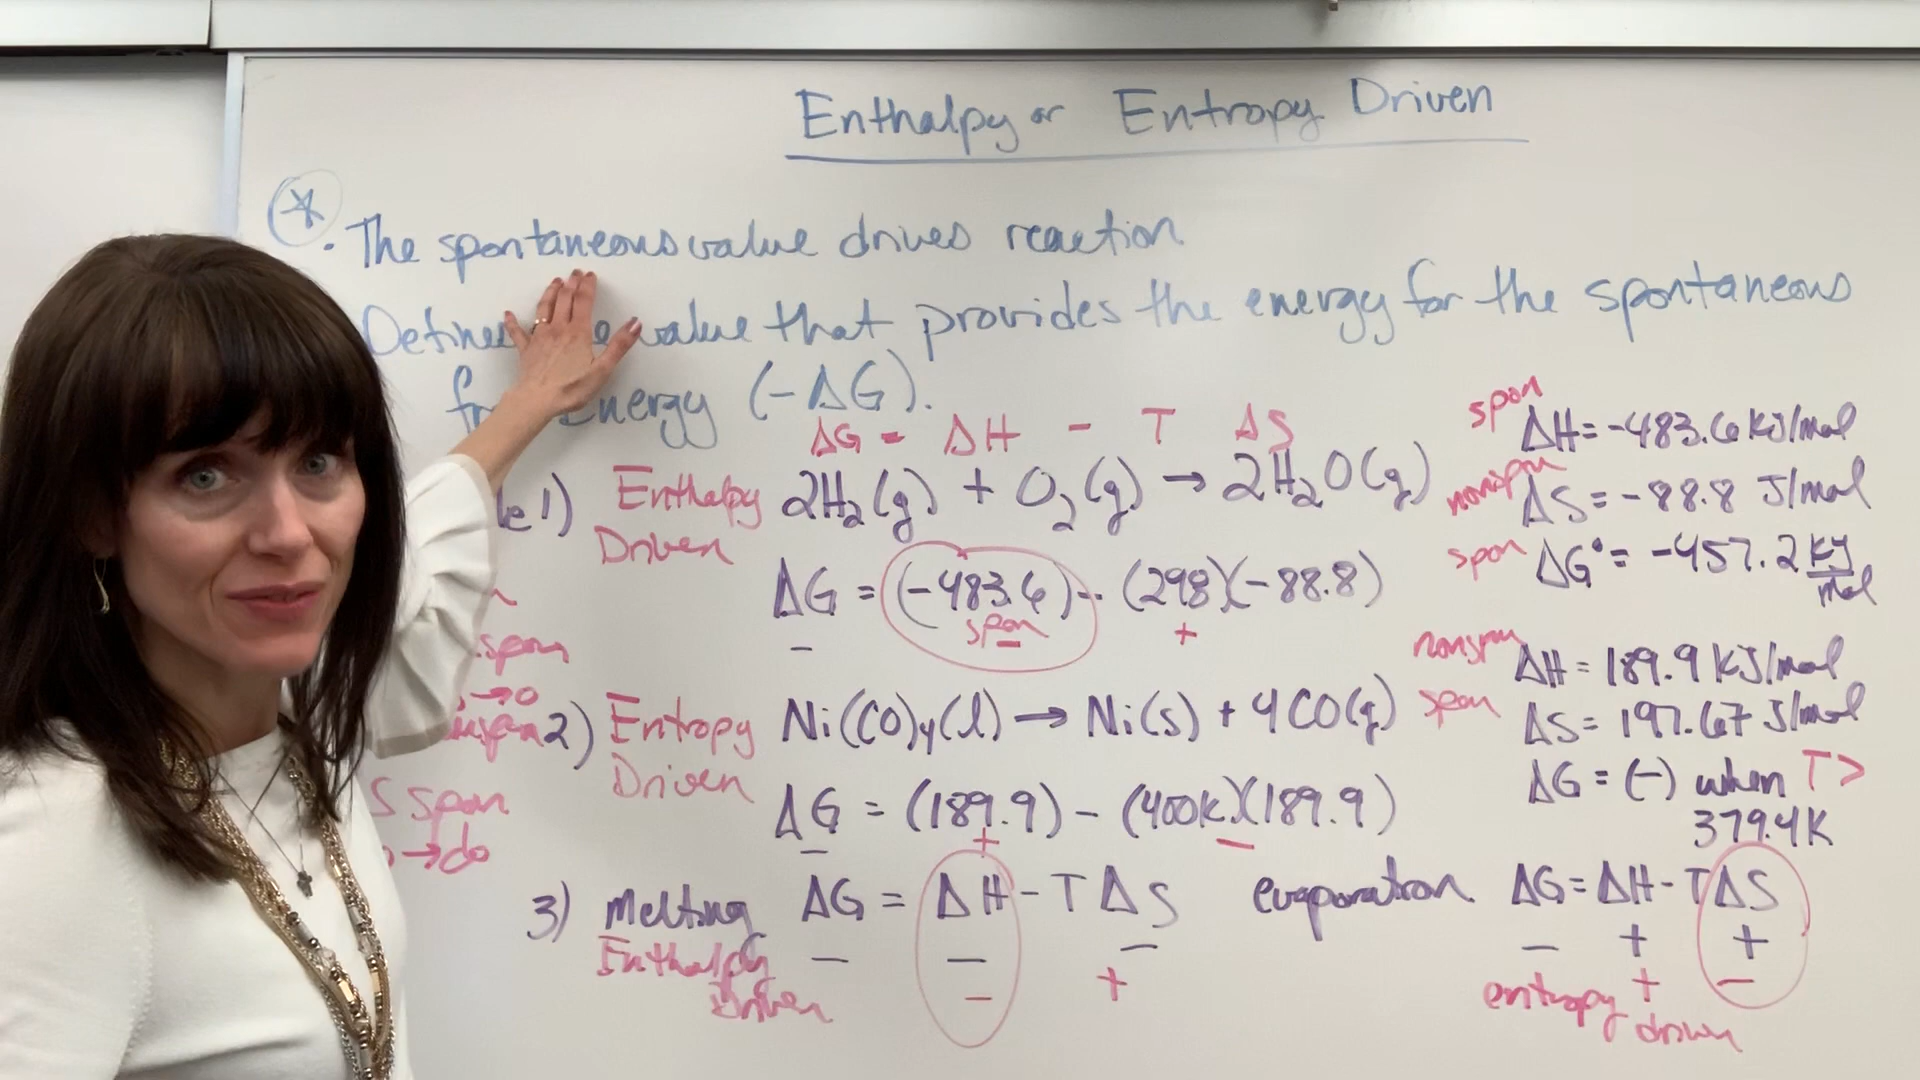 Enthalpy or Entropy Driven
* . The spontaneous value drives reaction
value that provides the energy for the spontaneous
Energy (-ΔG).
ΔG = ΔH - T ΔS
1) Enthalpy Driven 2H₂(g) + O₂(g) → 2H₂O(g)
spon ΔH = -483.6 KJ/mol
nonspon ΔS = -88.8 J/mol
spon ΔG° = -457.2 KJ/mol
ΔG = (-483.6) - (298)(-88.8)
spon
- - +
2) Entropy Driven Ni(CO)₄(l) → Ni(s) + 4CO(g)
nonspon ΔH = 189.9 KJ/mol
spon ΔS = 197.67 J/mol
ΔG = (-) when T >
379.4K
ΔG = (189.9) - (400K)(189.9)
- + -
spon
→0
S spon
→do
3) Melting ΔG = ΔH - T ΔS
- - -
Enthalpy Driven - +
evaporation ΔG = ΔH - TΔS
- + +
entropy driven + -